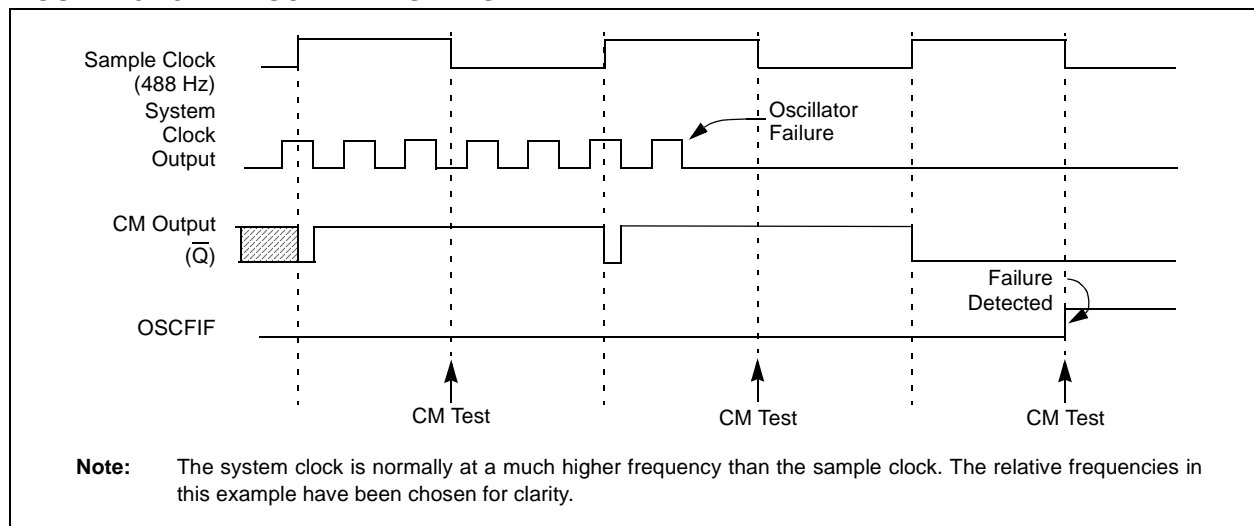 Sample Clock
(488 Hz)
System
Clock
Output
Oscillator
Failure
CM Output
(Q̅)
Failure
Detected
OSCFIF
CM Test
CM Test
CM Test
Note: The system clock is normally at a much higher frequency than the sample clock. The relative frequencies in
this example have been chosen for clarity.